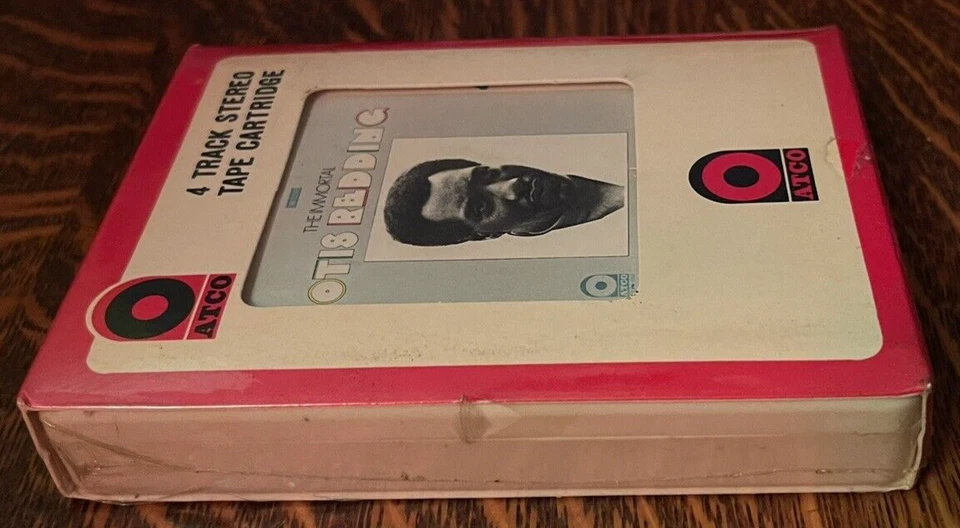 4 TRACK STEREO
TAPE CARTRIDGE
THE IMMORTAL
OTIS REDDING
ATCO
ATCO
ATCO